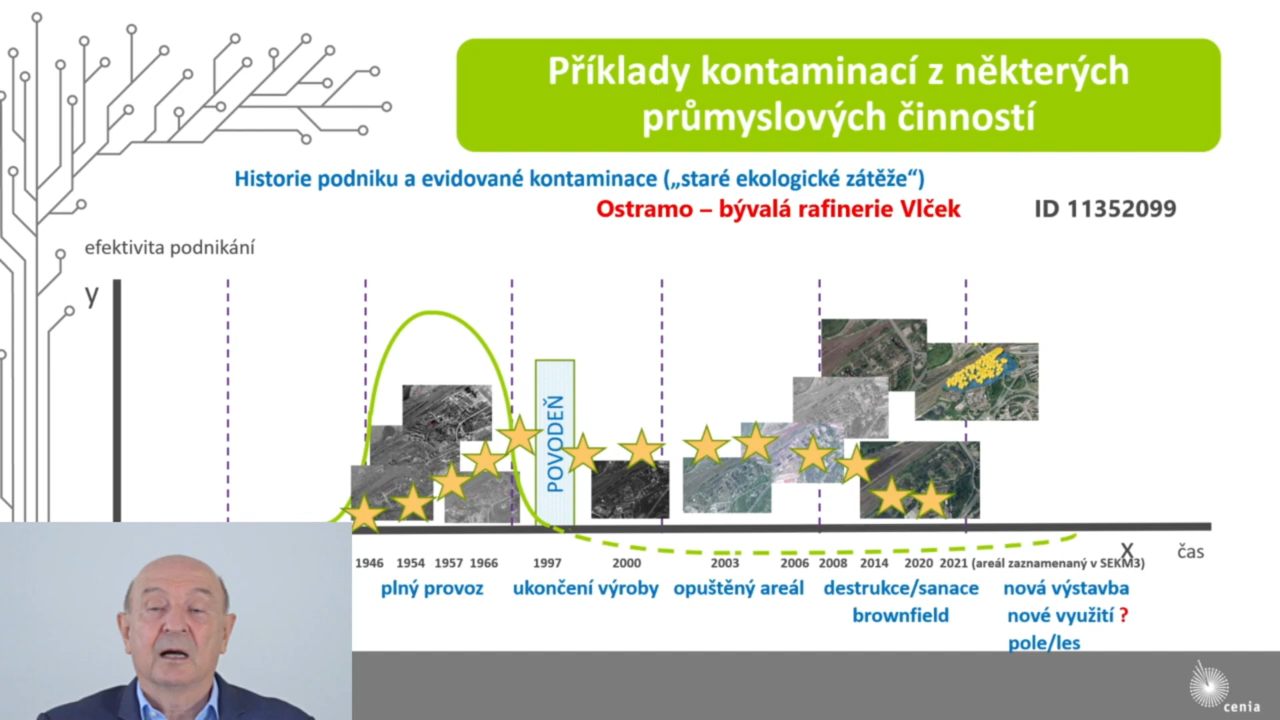 Příklady kontaminací z některých
průmyslových činností
Historie podniku a evidované kontaminace („staré ekologické zátěže“)
Ostramo – bývalá rafinerie Vlček
ID 11352099
efektivita podnikání
y
POVODEŇ
X
čas
1946 1954 1957 1966 1997 2000 2003 2006 2008 2014 2020 2021 (areál zaznamenaný v SEKM3)
plný provoz ukončení výroby opuštěný areál destrukce/sanace nová výstavba
brownfield nové využití ?
pole/les
cenia